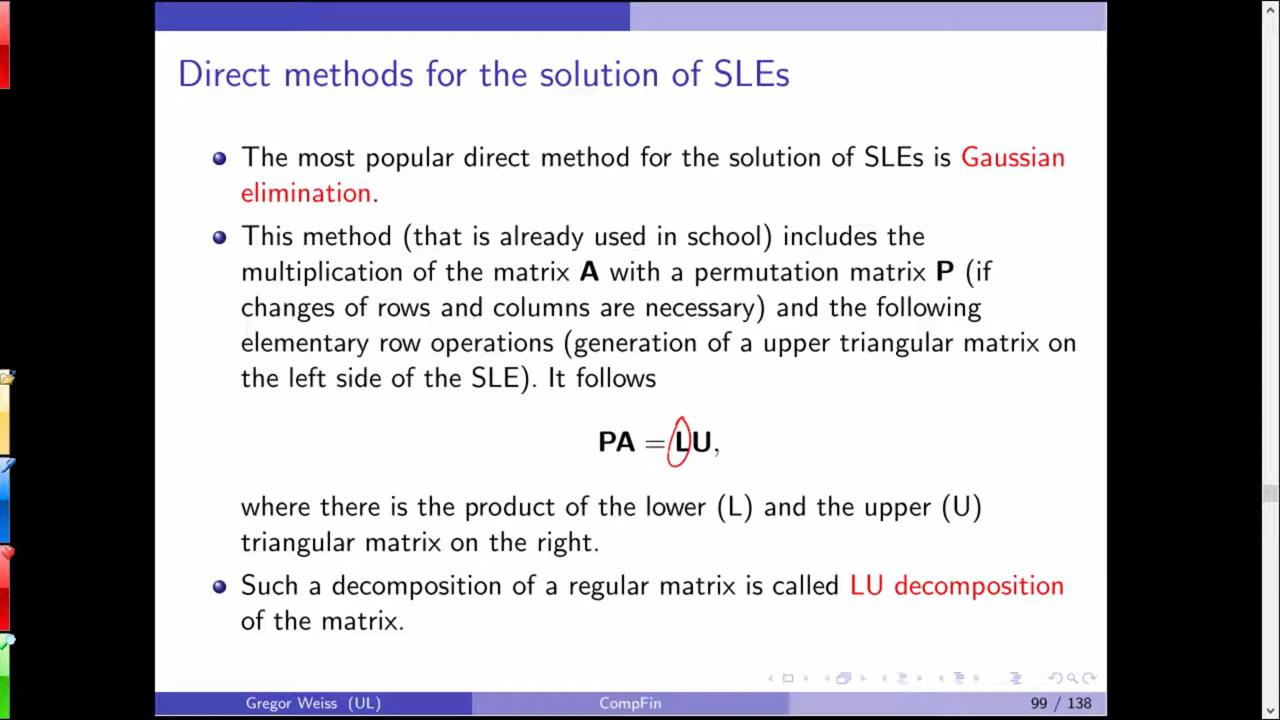 Direct methods for the solution of SLEs
The most popular direct method for the solution of SLEs is Gaussian
elimination.
This method (that is already used in school) includes the
multiplication of the matrix A with a permutation matrix P (if
changes of rows and columns are necessary) and the following
elementary row operations (generation of a upper triangular matrix on
the left side of the SLE). It follows
PA = LU,
where there is the product of the lower (L) and the upper (U)
triangular matrix on the right.
Such a decomposition of a regular matrix is called LU decomposition
of the matrix.
Gregor Weiss (UL) CompFin 99 / 138